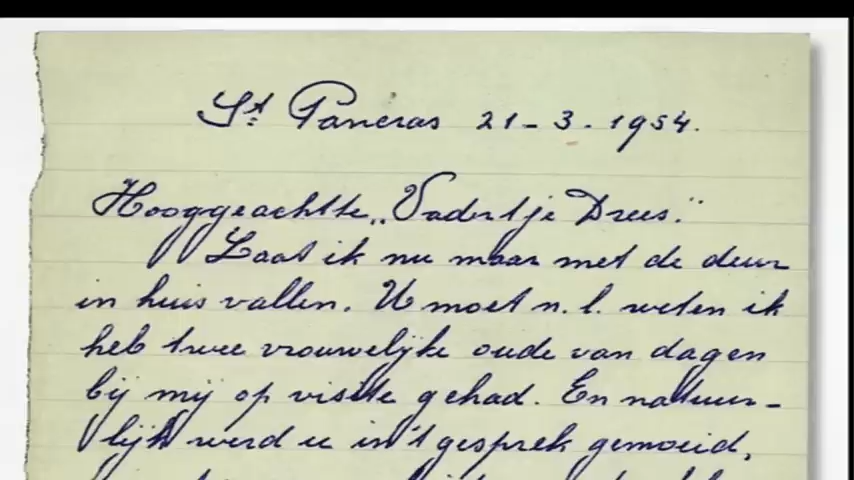 St. Pancras 21-3-1954.
Hooggeachtte „Vadertje Drees."
Laat ik nu maar met de deur
in huis vallen. U moet n.l. weten ik
heb twee vrouwelijke oude van dagen
bij mij op visite gehad. En natuur-
lijk werd u in 't gesprek gemoeid,